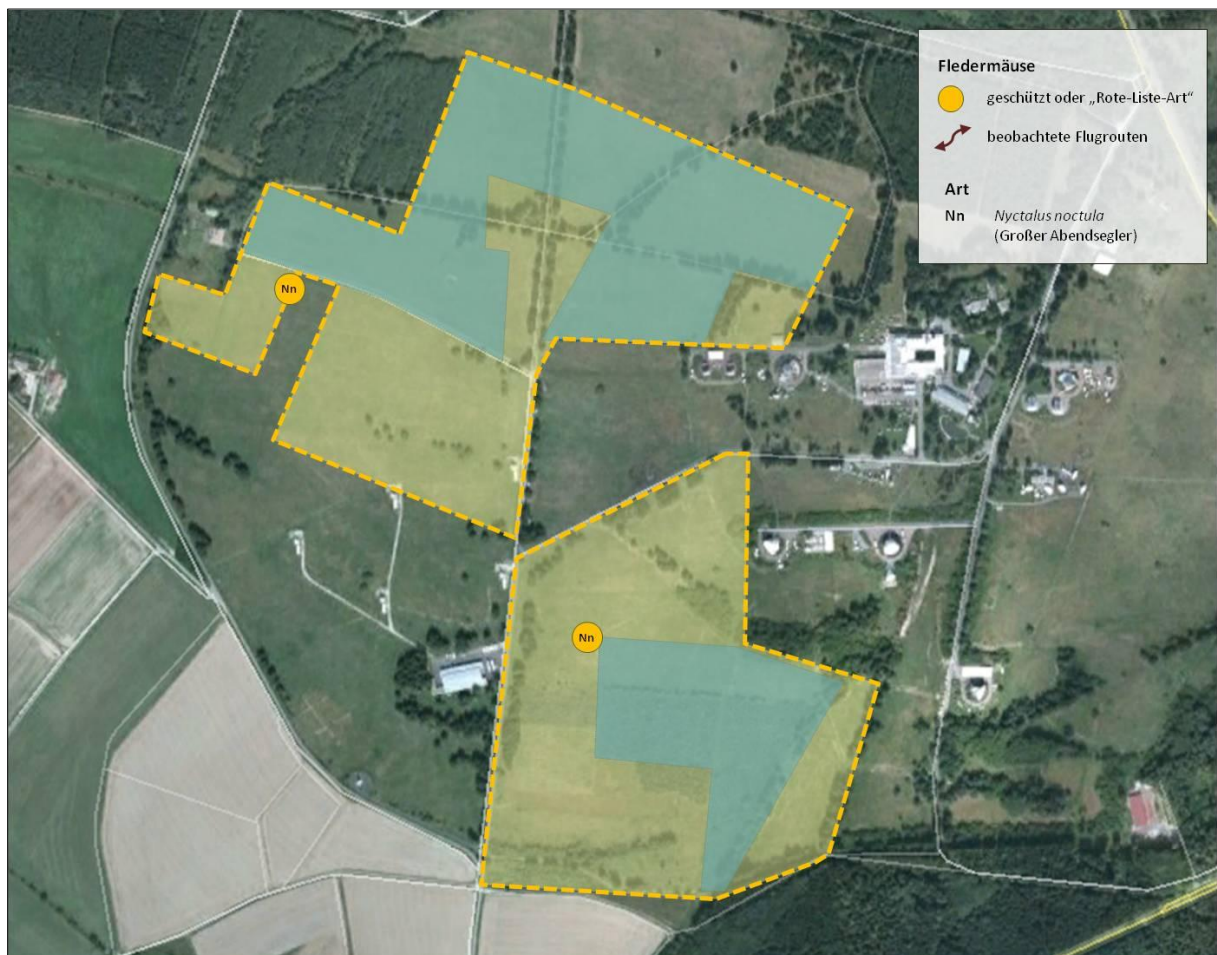 Fledermäuse
geschützt oder „Rote-Liste-Art“
beobachtete Flugrouten
Art
Nn Nyctalus noctula
(Großer Abendsegler)
Nn
Nn